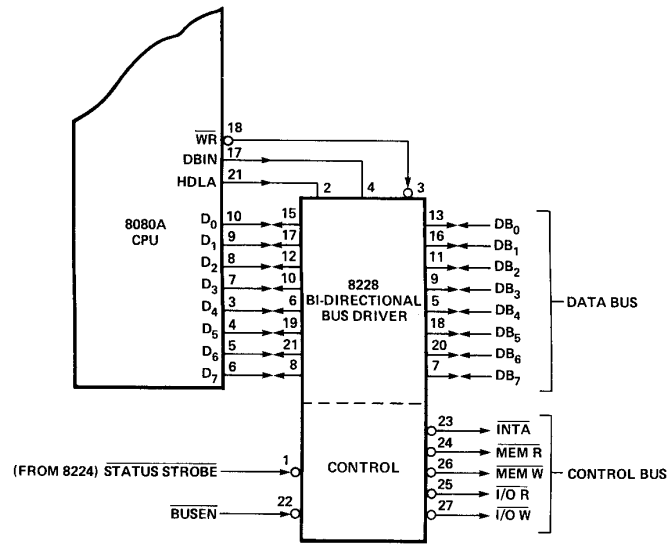 WR 18
DBIN 17
HDLA 21
2 4 3
8080A
CPU
D0 10 15 13 DB0
D1 9 17 16 DB1
D2 8 12 11 DB2
D3 7 10 9 DB3
D4 3 6 5 DB4
D5 4 19 18 DB5
D6 5 21 20 DB6
D7 6 8 7 DB7
8228
BI-DIRECTIONAL
BUS DRIVER
DATA BUS
23 INTA
24 MEM R
26 MEM W
25 I/O R
27 I/O W
CONTROL BUS
(FROM 8224) STATUS STROBE 1
CONTROL
BUSEN 22